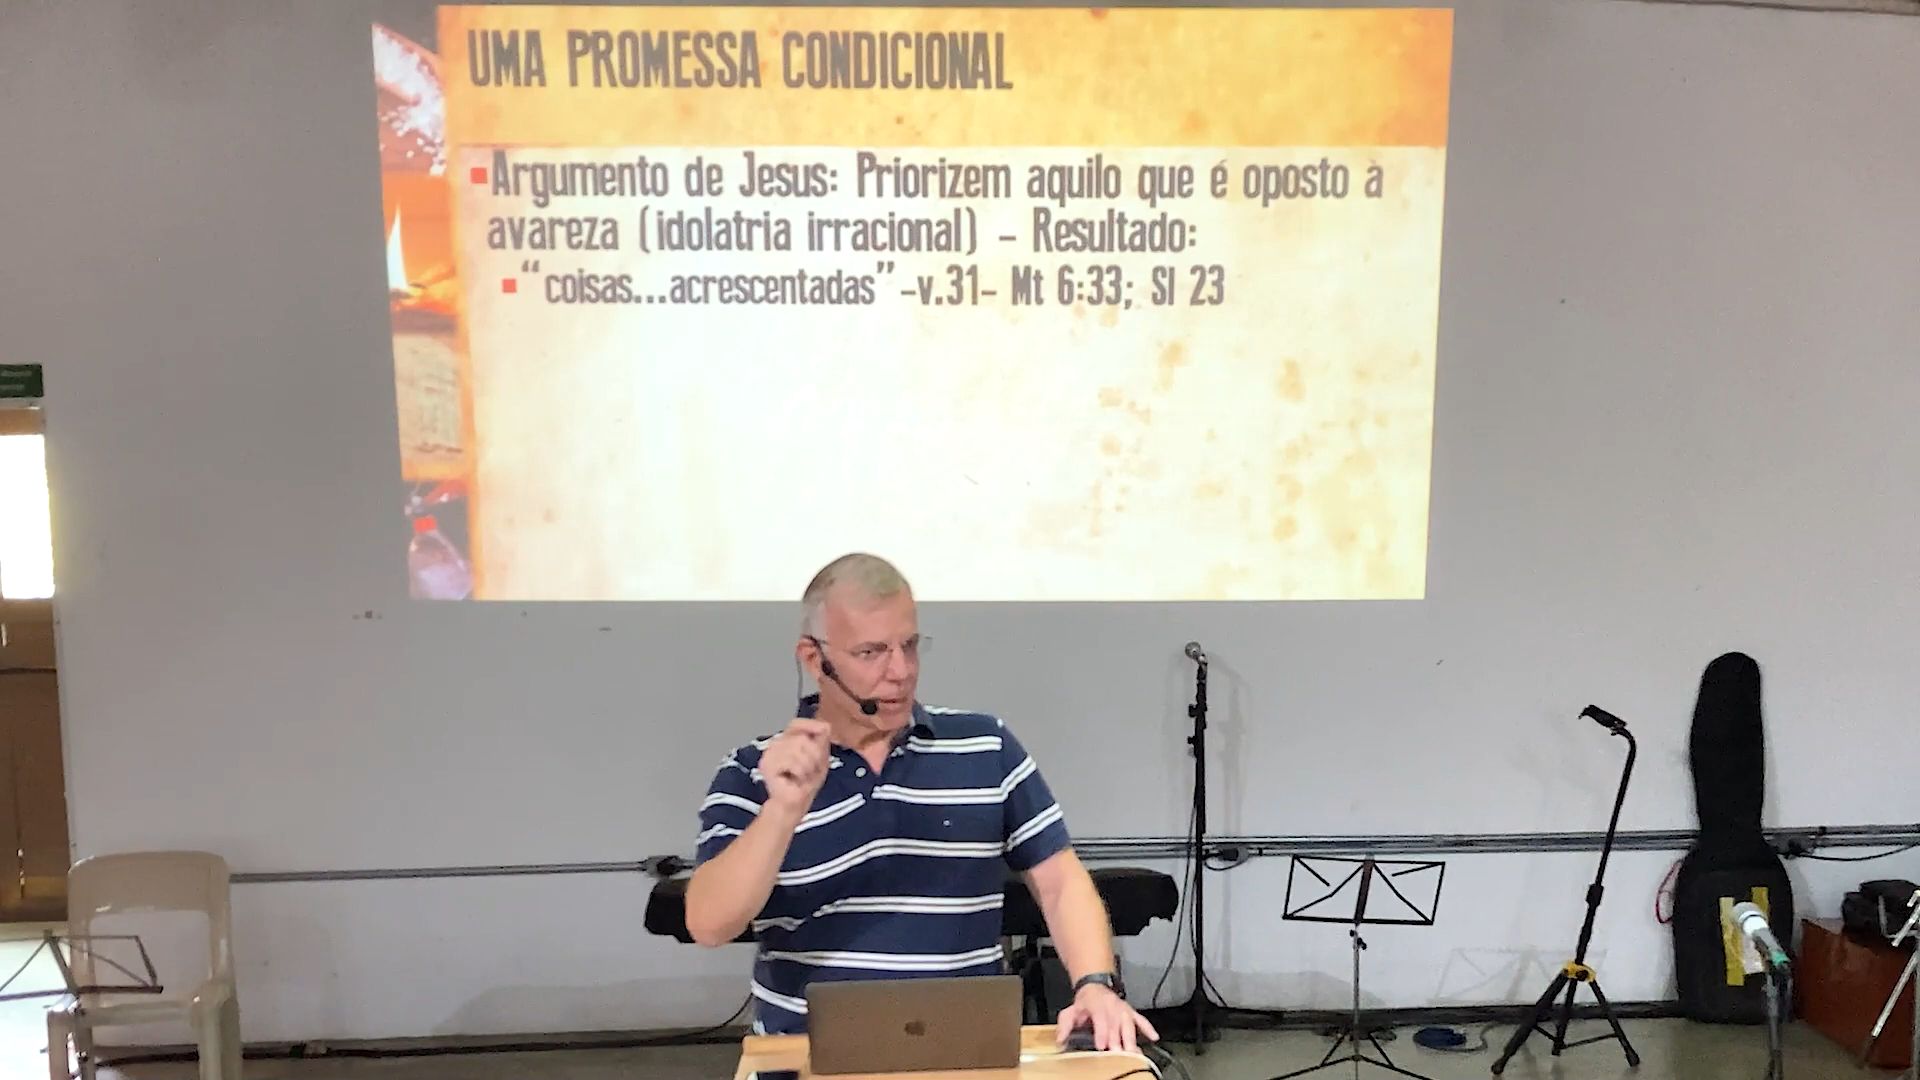 UMA PROMESSA CONDICIONAL
Argumento de Jesus: Priorizem aquilo que é oposto à
avareza (idolatria irracional) – Resultado:
“coisas...acrescentadas” –v.31– Mt 6:33; Sl 23